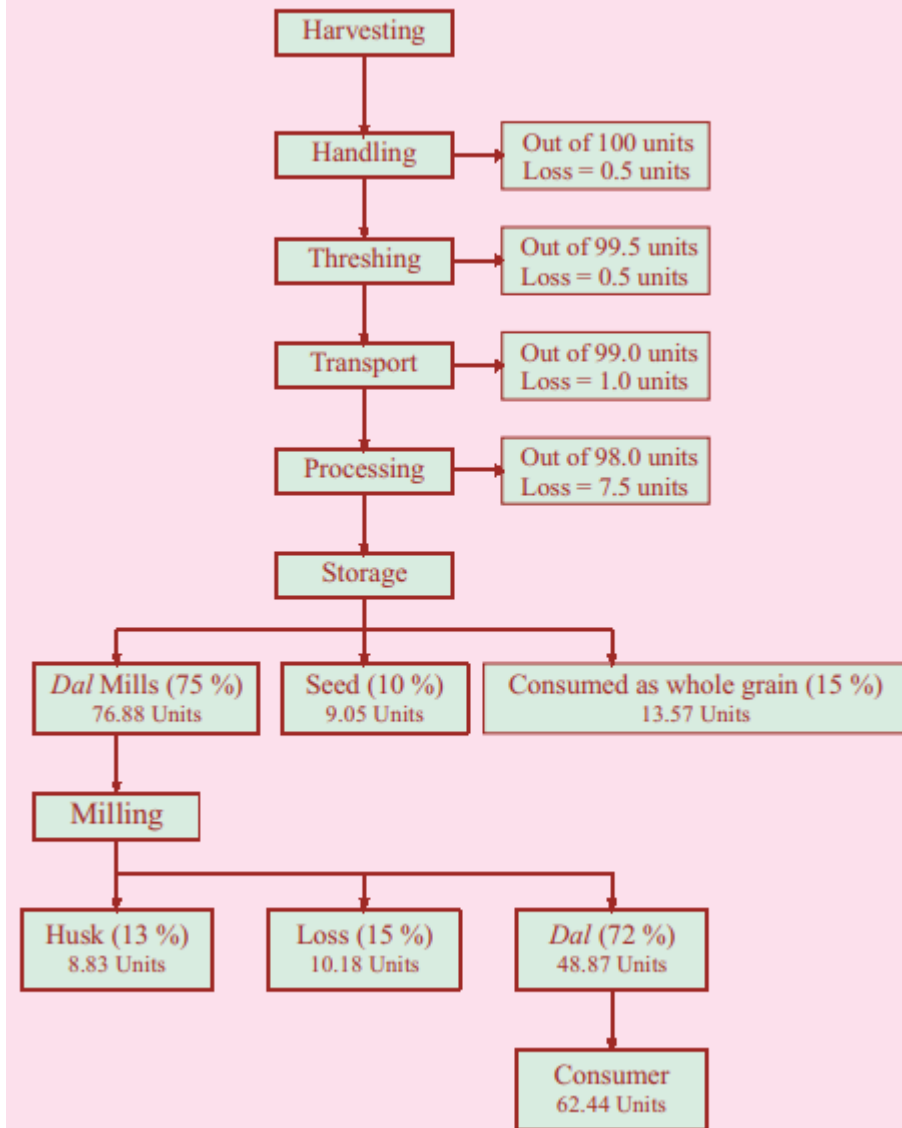 Harvesting
Handling
Out of 100 units
Loss = 0.5 units
Threshing
Out of 99.5 units
Loss = 0.5 units
Transport
Out of 99.0 units
Loss = 1.0 units
Processing
Out of 98.0 units
Loss = 7.5 units
Storage
Dal Mills (75 %)
76.88 Units
Seed (10 %)
9.05 Units
Consumed as whole grain (15 %)
13.57 Units
Milling
Husk (13 %)
8.83 Units
Loss (15 %)
10.18 Units
Dal (72 %)
48.87 Units
Consumer
62.44 Units